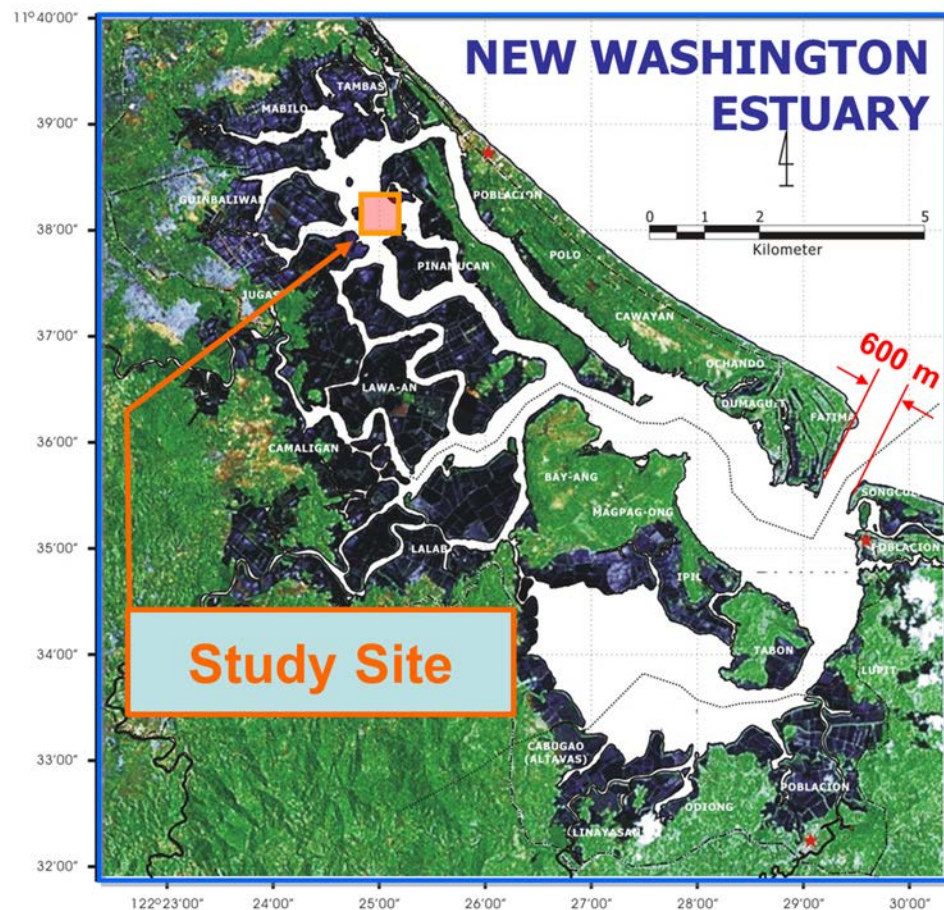 11°40'00"
NEW WASHINGTON
ESTUARY
TAMBAS
MABILO
39'00"
POBLACION
GUINBALIWAN
0 1 2 5
Kilometer
38'00"
POLO
PINAMUCAN
JUGAS
CAWAYAN
37'00"
600 m
OCHANDO
LAWA-AN
DUMAGUIT
FATIMA
36'00"
CAMALIGAN
BAY-ANG
SONGCOL
MAGPAG-ONG
35'00"
LALAB
POBLACION
IPIL
Study Site
34'00"
TABON
LUPIT
33'00"
CABUGAO
(ALTAVAS)
POBLACION
ODIONG
LINAYASAN
32'00"
122°23'00" 24'00" 25'00" 26'00" 27'00" 28'00" 29'00" 30'00"